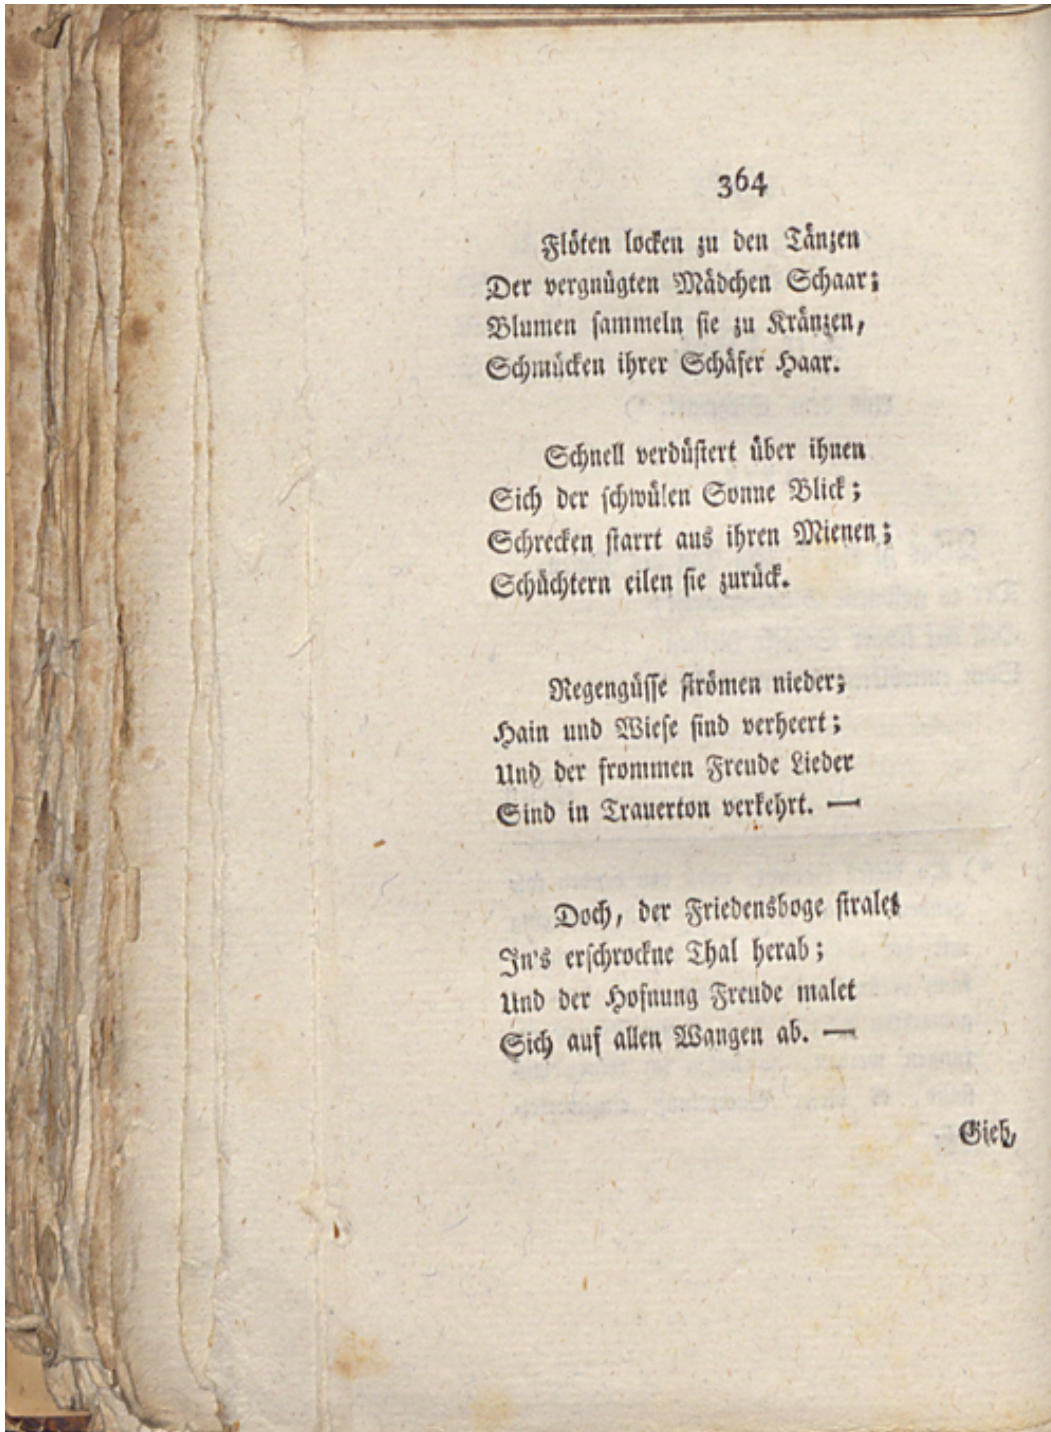 364
Flöten locken zu den Tänzen
Der vergnügten Mädchen Schaar;
Blumen sammeln sie zu Kränzen,
Schmücken ihrer Schäfer Haar.
Schnell verdüstert über ihnen
Sich der schwülen Sonne Blick;
Schrecken starrt aus ihren Mienen;
Schüchtern eilen sie zurück.
Regengüsse strömen nieder;
Hain und Wiese sind verheert;
Und der frommen Freude Lieder
Sind in Trauerton verkehrt. —
Doch, der Friedensboge stralet
In's erschrockne Thal herab;
Und der Hofnung Freude malet
Sich auf allen Wangen ab. —
Gieb,